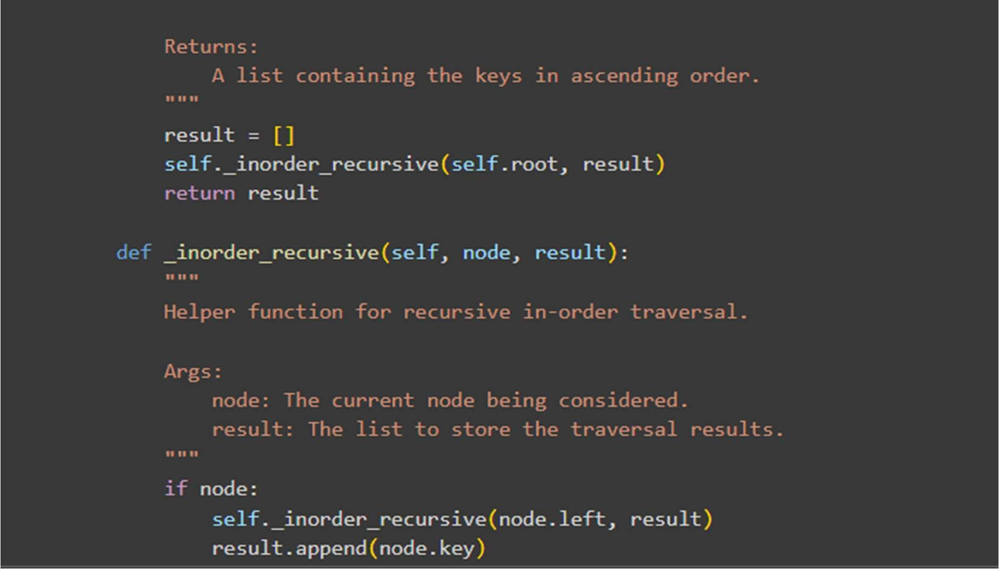 Returns:
    A list containing the keys in ascending order.
"""
result = []
self._inorder_recursive(self.root, result)
return result
def _inorder_recursive(self, node, result):
"""
Helper function for recursive in-order traversal.
Args:
    node: The current node being considered.
    result: The list to store the traversal results.
"""
if node:
    self._inorder_recursive(node.left, result)
    result.append(node.key)